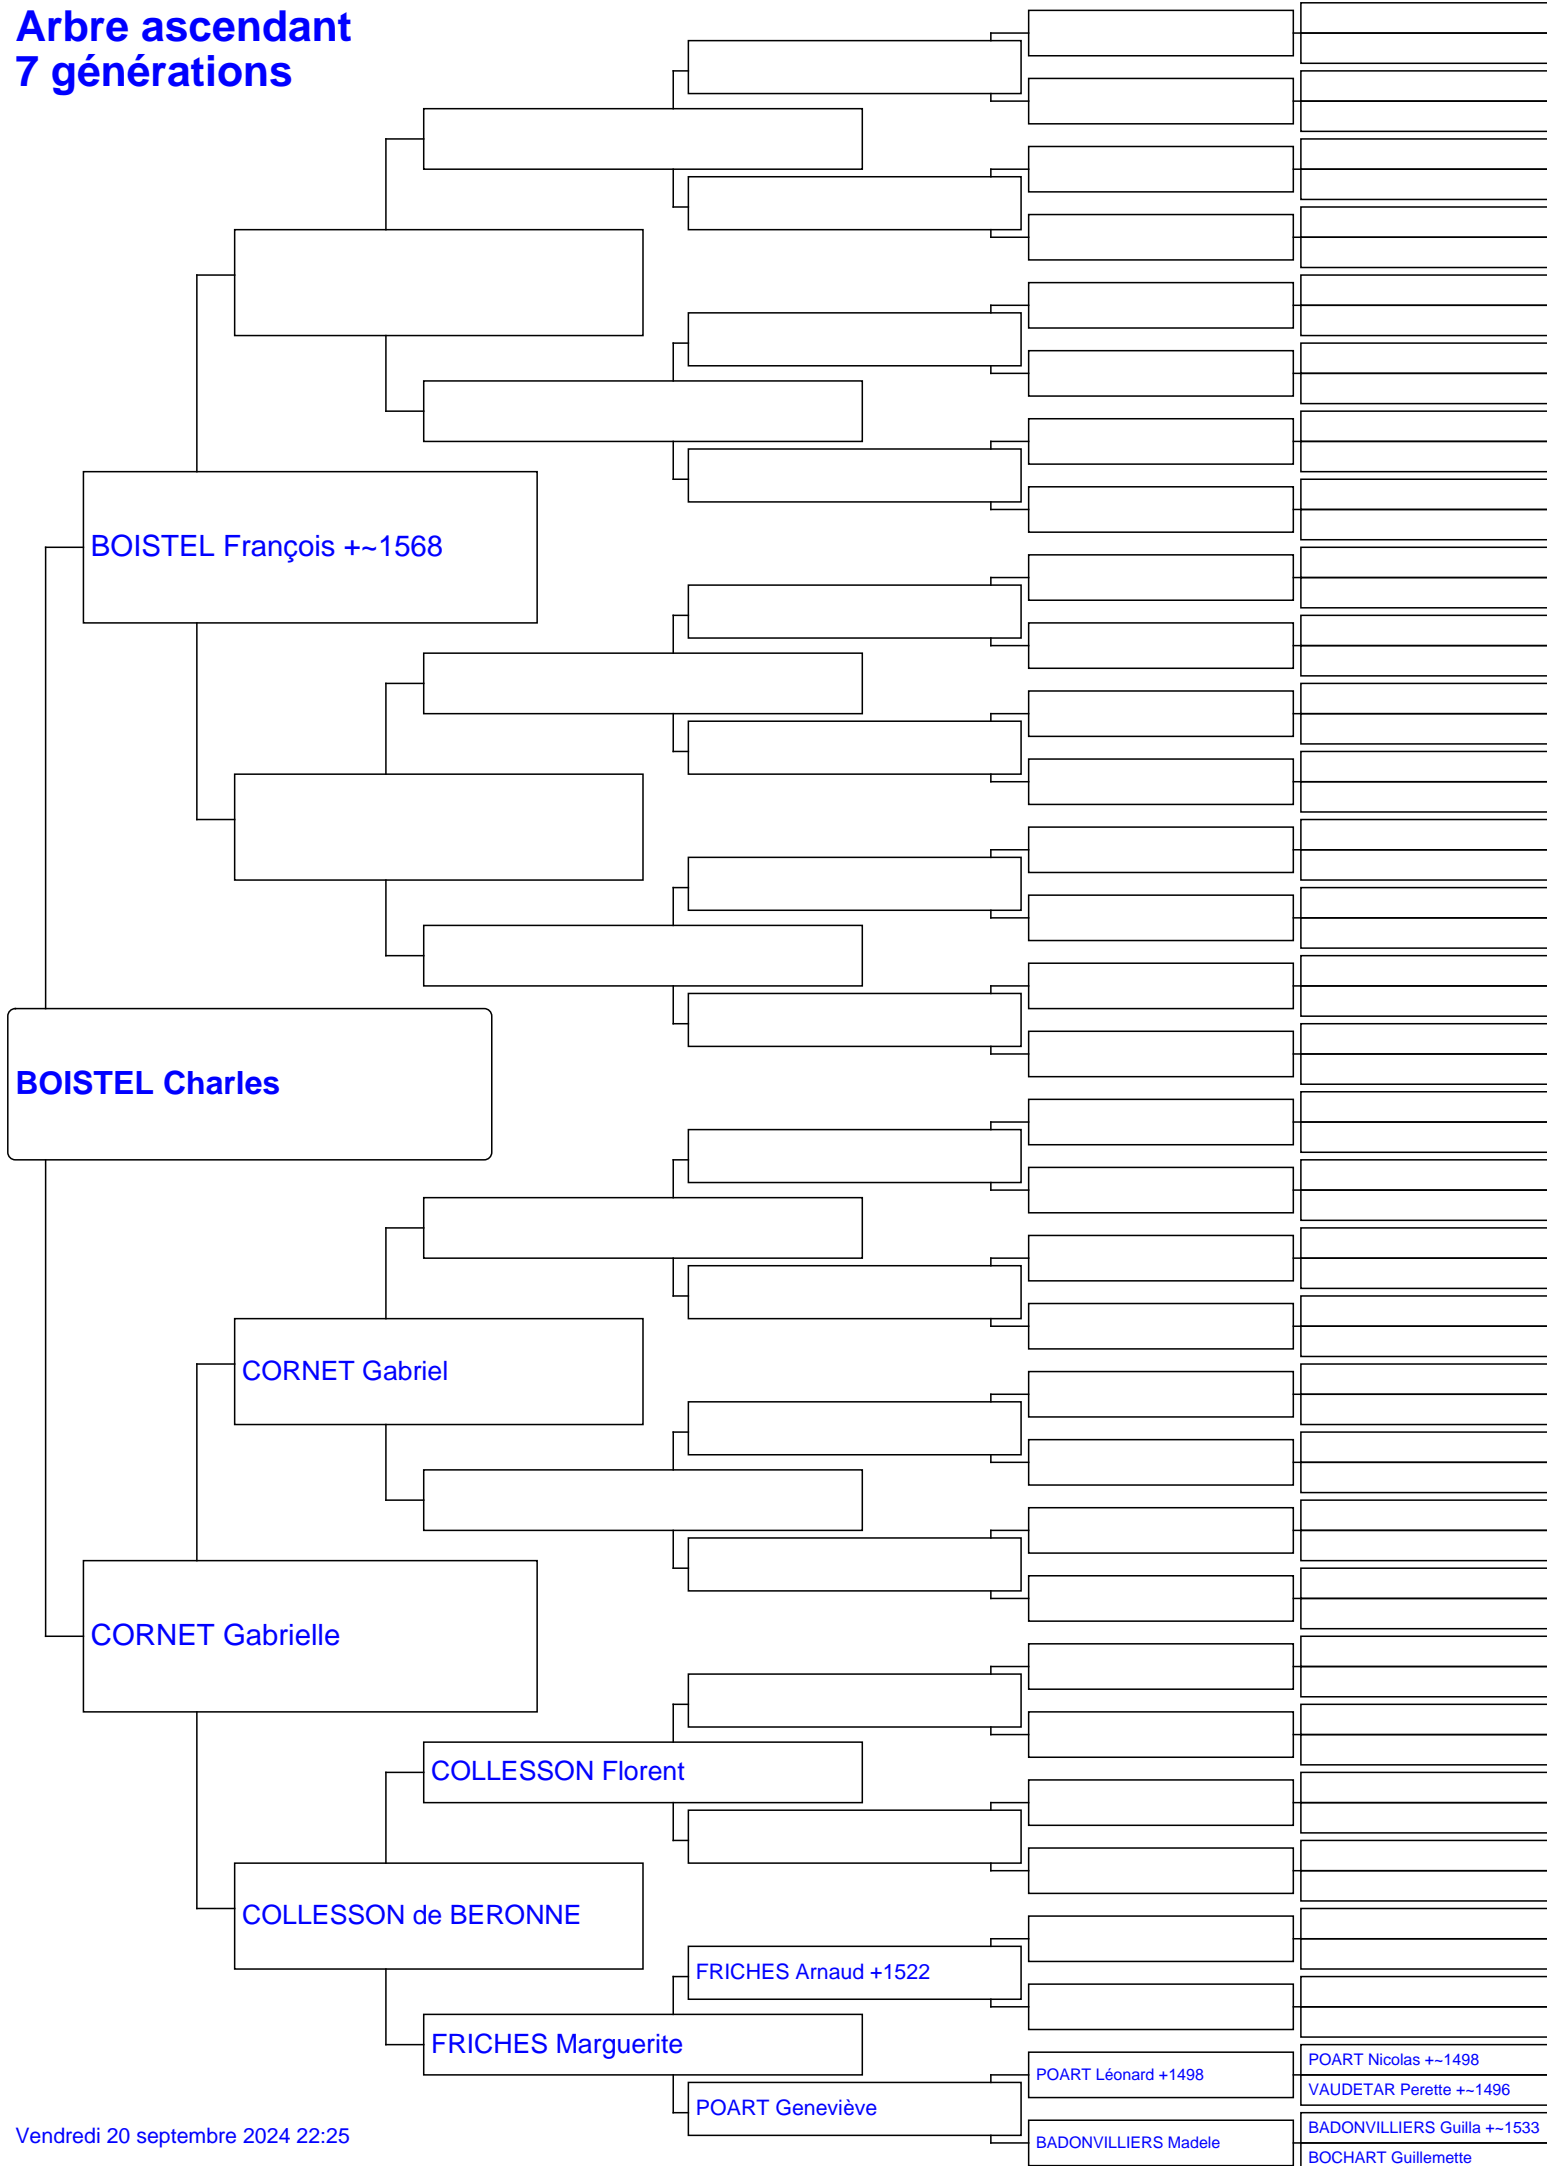 Arbre ascendant
7 générations
BOISTEL François +~1568
BOISTEL Charles
CORNET Gabriel
CORNET Gabrielle
COLLESSON Florent
COLLESSON de BERONNE
FRICHES Arnaud +1522
FRICHES Marguerite
POART Léonard +1498
POART Nicolas +~1498
VAUDETAR Perette +~1496
POART Geneviève
BADONVILLIERS Madele
BADONVILLIERS Guilla +~1533
BOCHART Guillemette
Vendredi 20 septembre 2024 22:25